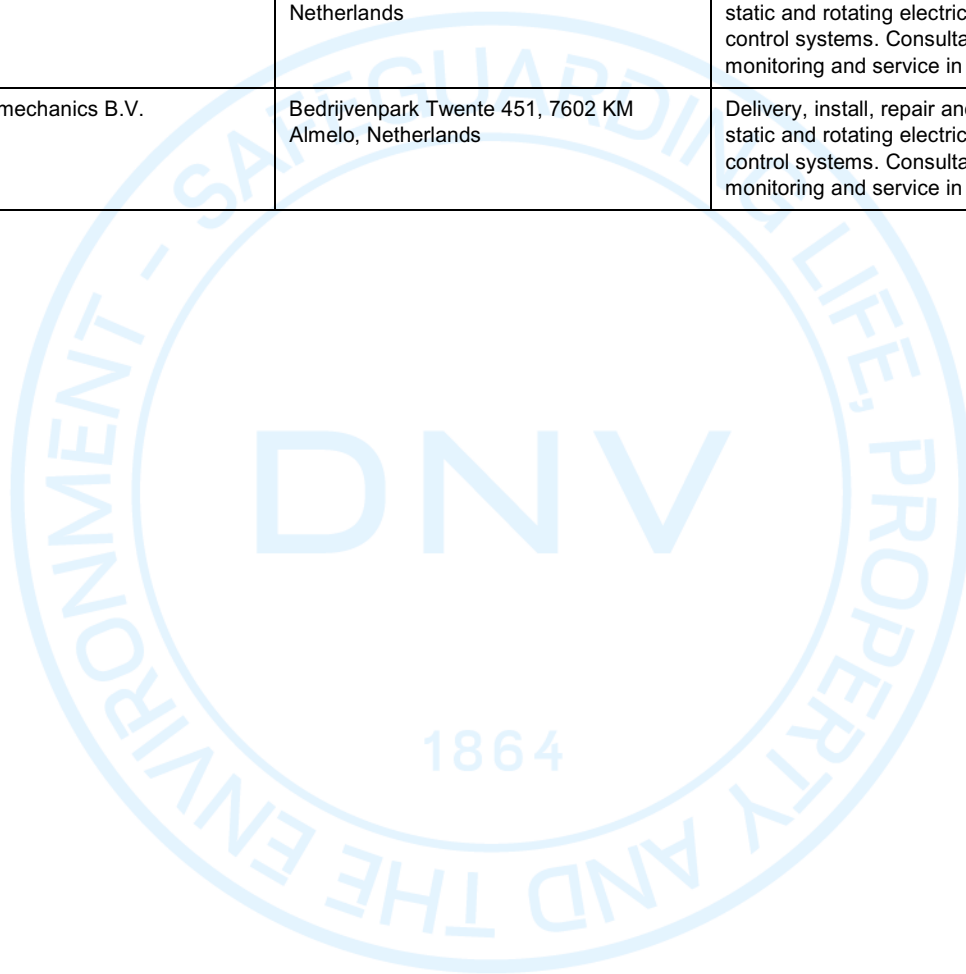 Netherlands
static and rotating electric
control systems. Consulta
monitoring and service in
mechanics B.V.
Bedrijvenpark Twente 451, 7602 KM
Almelo, Netherlands
Delivery, install, repair an
static and rotating electric
control systems. Consulta
monitoring and service in
SAFEGUARDING LIFE, PROPERTY AND THE ENVIRONMENT -
DNV
1864